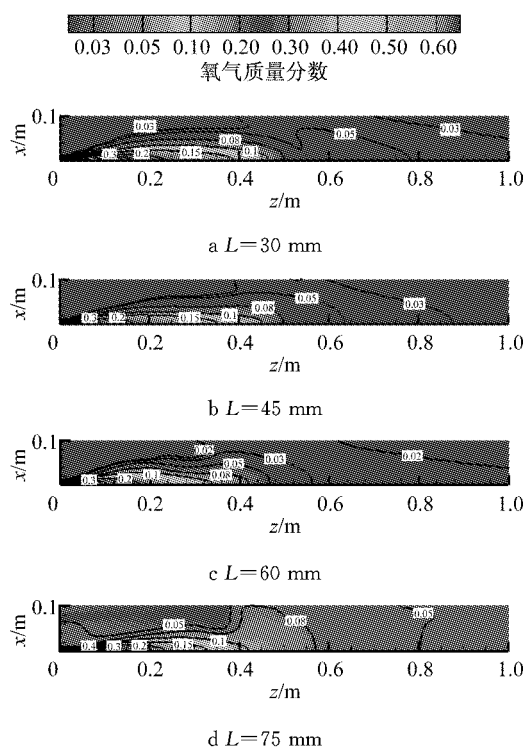 0.03 0.05 0.10 0.20 0.30 0.40 0.50 0.60
氧气质量分数
0.1
x/m
0.03 0.08 0.05 0.03
0.3 0.2 0.15 0.1
0 0.2 0.4 0.6 0.8 1.0
z/m
a L=30 mm
0.1
x/m
0.08 0.05 0.03
0.3 0.2 0.15 0.1
0 0.2 0.4 0.6 0.8 1.0
z/m
b L=45 mm
0.1
x/m
0.02 0.05 0.03 0.02
0.3 0.2 0.1 0.08
0 0.2 0.4 0.6 0.8 1.0
z/m
c L=60 mm
0.1
x/m
0.05 0.08 0.05
0.4 0.3 0.2 0.15 0.1
0 0.2 0.4 0.6 0.8 1.0
z/m
d L=75 mm